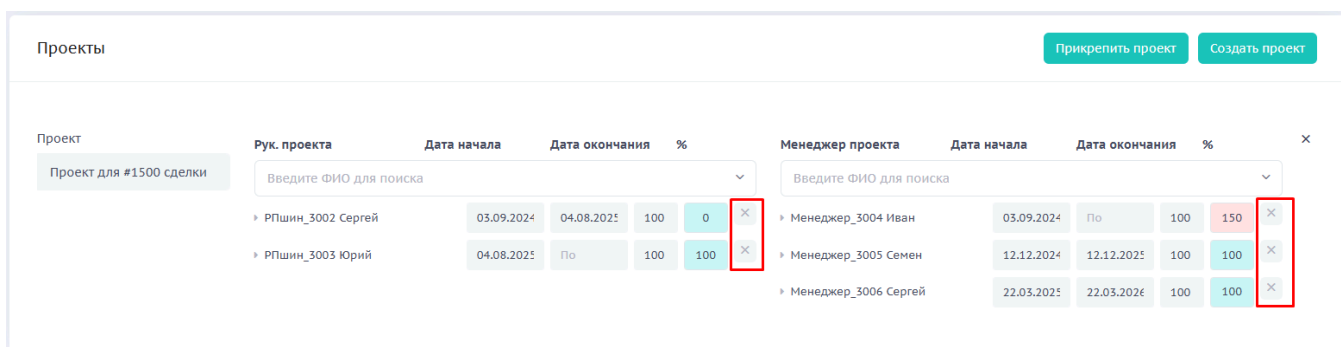 Проекты
Прикрепить проект Создать проект
Проект
Рук. проекта Дата начала Дата окончания %
Менеджер проекта Дата начала Дата окончания %
Проект для #1500 сделки
Введите ФИО для поиска
Введите ФИО для поиска
РПшин_3002 Сергей 03.09.2024 04.08.2025 100 0
Менеджер_3004 Иван 03.09.2024 По 100 150
РПшин_3003 Юрий 04.08.2025 По 100 100
Менеджер_3005 Семен 12.12.2024 12.12.2025 100 100
Менеджер_3006 Сергей 22.03.2025 22.03.2026 100 100